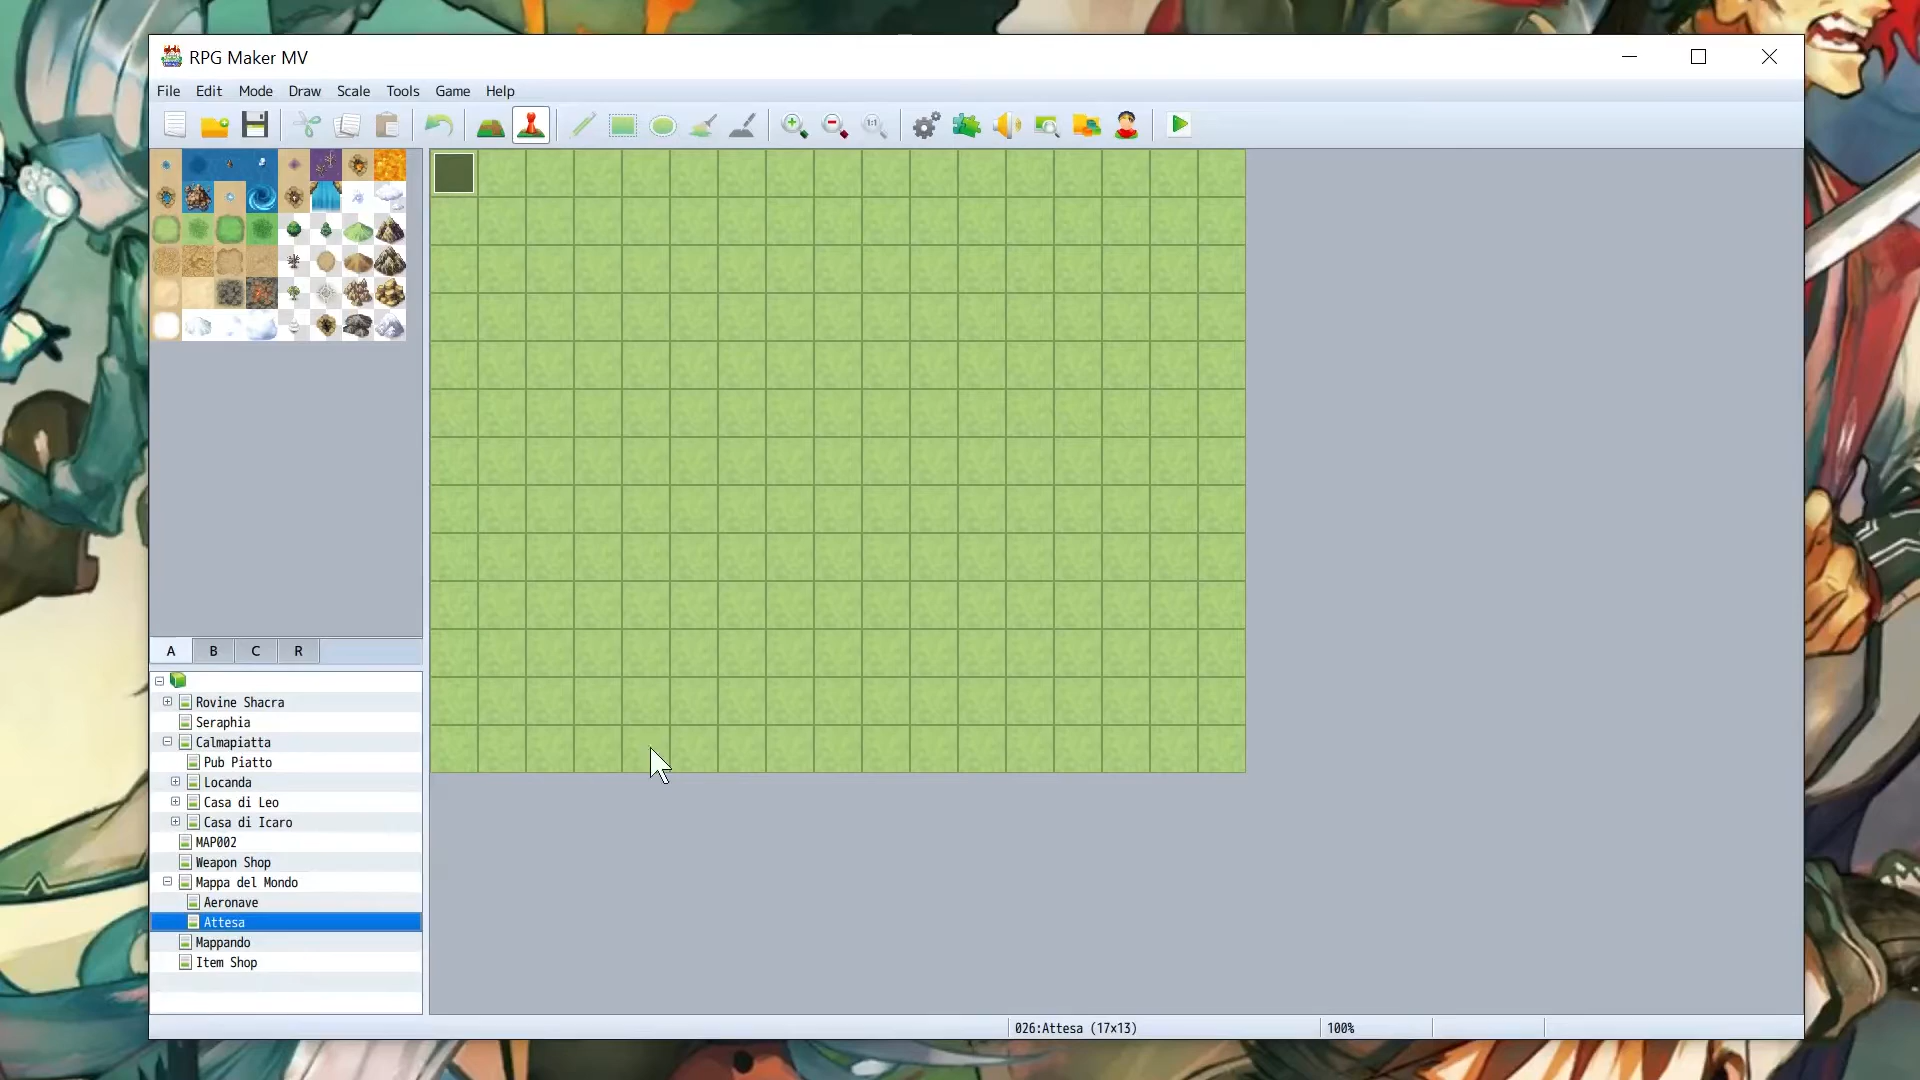 RPG Maker MV
File Edit Mode Draw Scale Tools Game Help
1:1
A B C R
Rovine Shacra
Seraphia
Calmapiatta
Pub Piatto
Locanda
Casa di Leo
Casa di Icaro
MAP002
Weapon Shop
Mappa del Mondo
Aeronave
Attesa
Mappando
Item Shop
026:Attesa (17x13) 100%